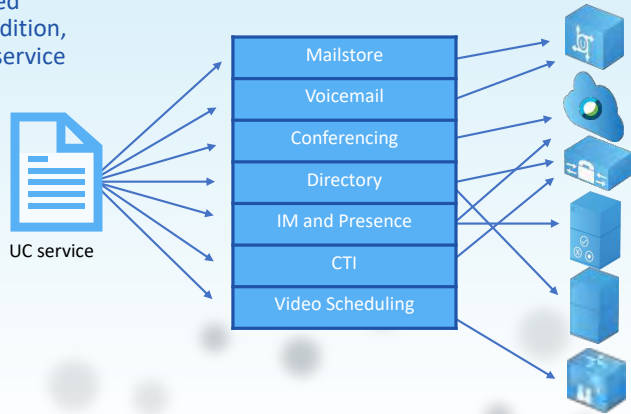 ed
dition,
service
Mailstore
Voicemail
Conferencing
Directory
IM and Presence
CTI
Video Scheduling
UC service